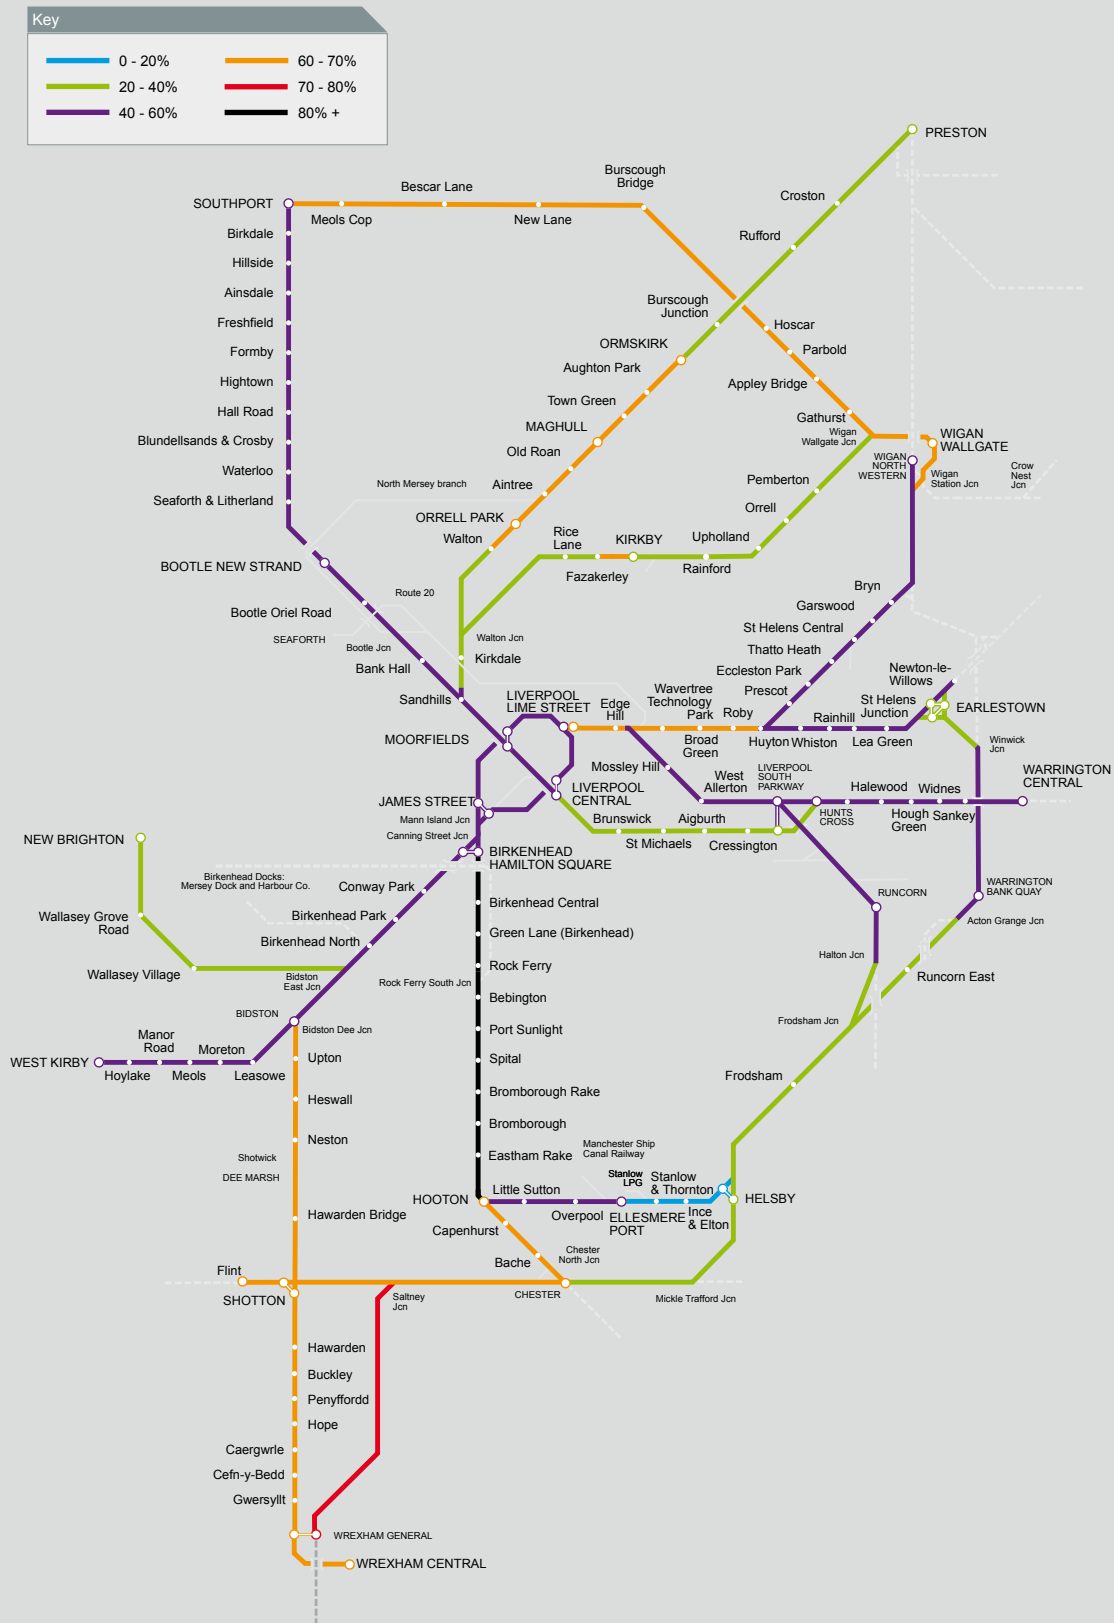 Key
0 - 20%
60 - 70%
20 - 40%
70 - 80%
40 - 60%
80% +
PRESTON
Burscough
Bridge
Bescar Lane
Croston
SOUTHPORT
Meols Cop
New Lane
Birkdale
Rufford
Hillside
Ainsdale
Burscough
Junction
Freshfield
Hoscar
ORMSKIRK
Formby
Parbold
Aughton Park
Hightown
Appley Bridge
Town Green
Hall Road
Gathurst
MAGHULL
Wigan
Wallgate Jcn
WIGAN
WALLGATE
Blundellsands & Crosby
Old Roan
WIGAN
NORTH
WESTERN
Crow
Nest
Jcn
Waterloo
Wigan
Station Jcn
North Mersey branch
Aintree
Pemberton
Seaforth & Litherland
Orrell
ORRELL PARK
Walton
Rice
Lane
KIRKBY
Upholland
BOOTLE NEW STRAND
Fazakerley
Rainford
Bryn
Route 20
Garswood
Bootle Oriel Road
St Helens Central
SEAFORTH
Walton Jcn
Bootle Jcn
Thatto Heath
Kirkdale
Bank Hall
Eccleston Park
Newton-le-
Willows
Prescot
Sandhills
LIVERPOOL
LIME STREET
Edge
Hill
Wavertree
Technology
Park
Roby
St Helens
Junction
EARLESTOWN
Rainhill
MOORFIELDS
Broad
Green
Huyton
Whiston
Lea Green
Winwick
Jcn
Mossley Hill
West
Allerton
LIVERPOOL
SOUTH
PARKWAY
WARRINGTON
CENTRAL
LIVERPOOL
CENTRAL
Halewood
Widnes
JAMES STREET
Mann Island Jcn
Brunswick
Aigburth
HUNTS
CROSS
Hough
Green
Sankey
Canning Street Jcn
NEW BRIGHTON
St Michaels
Cressington
BIRKENHEAD
HAMILTON SQUARE
Birkenhead Docks:
Mersey Dock and Harbour Co.
Conway Park
WARRINGTON
BANK QUAY
RUNCORN
Birkenhead Central
Wallasey Grove
Road
Birkenhead Park
Acton Grange Jcn
Green Lane (Birkenhead)
Birkenhead North
Halton Jcn
Wallasey Village
Rock Ferry
Bidston
East Jcn
Rock Ferry South Jcn
Runcorn East
Bebington
BIDSTON
Bidston Dee Jcn
Port Sunlight
Frodsham Jcn
Manor
Road
Moreton
WEST KIRBY
Upton
Spital
Hoylake
Meols
Leasowe
Frodsham
Heswall
Bromborough Rake
Bromborough
Neston
Manchester Ship
Canal Railway
Shotwick
Eastham Rake
DEE MARSH
Stanlow
LPG
Stanlow
& Thornton
HOOTON
Little Sutton
HELSBY
Hawarden Bridge
Overpool
ELLESMERE
PORT
Ince
& Elton
Capenhurst
Chester
North Jcn
Bache
Flint
SHOTTON
Saltney
Jcn
CHESTER
Mickle Trafford Jcn
Hawarden
Buckley
Penyffordd
Hope
Caergwrle
Cefn-y-Bedd
Gwersyllt
WREXHAM GENERAL
WREXHAM CENTRAL